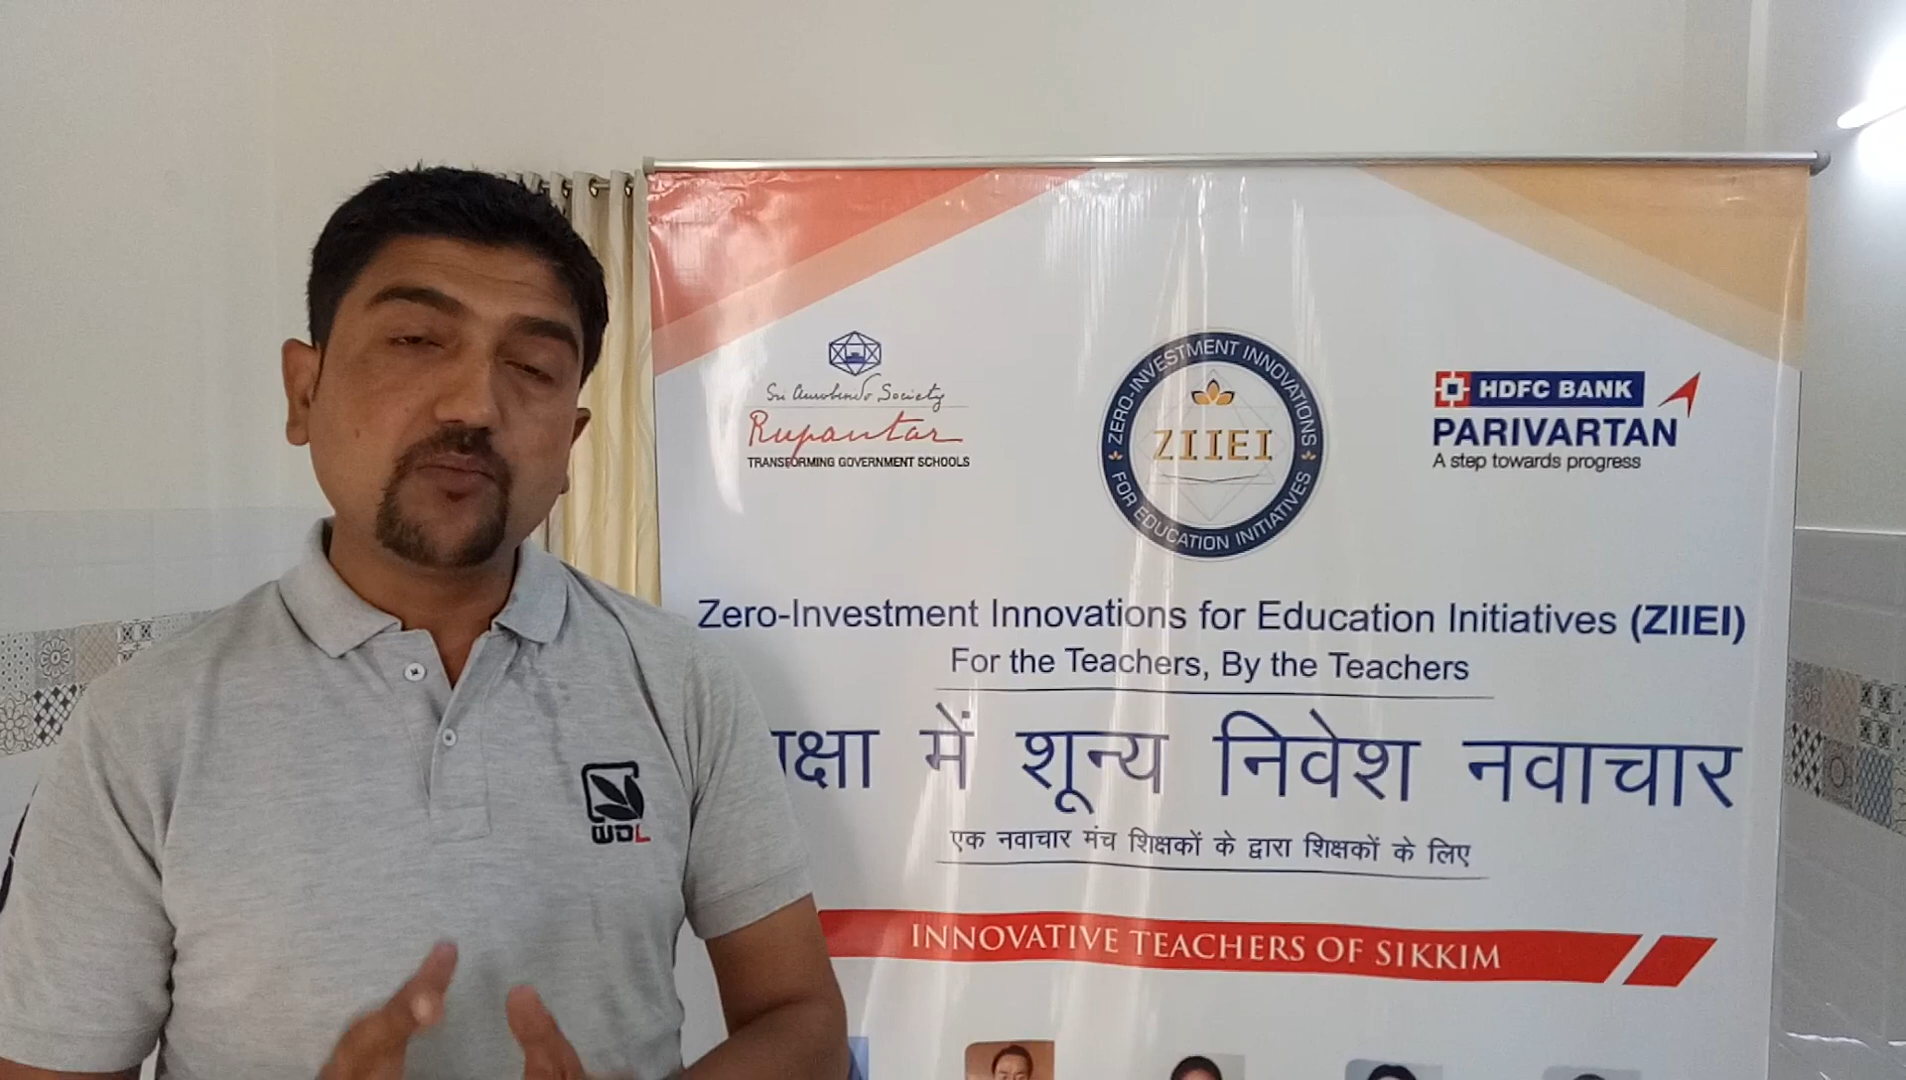 Sri Aurobindo Society
Rupantar
TRANSFORMING GOVERNMENT SCHOOLS
ZERO-INVESTMENT INNOVATIONS
ZIIEI
FOR EDUCATION INITIATIVES
HDFC BANK
PARIVARTAN
A step towards progress
Zero-Investment Innovations for Education Initiatives (ZIIEI)
For the Teachers, By the Teachers
में शून्य निवेश नवाचार
एक नवाचार मंच शिक्षकों के द्वारा शिक्षकों के लिए
INNOVATIVE TEACHERS OF SIKKIM
WDL